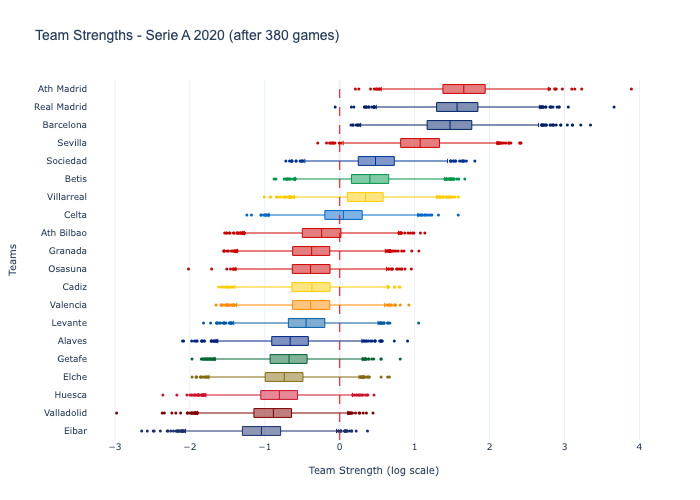 Team Strengths - Serie A 2020 (after 380 games)
Ath Madrid
Real Madrid
Barcelona
Sevilla
Sociedad
Betis
Villarreal
Celta
Ath Bilbao
Granada
Osasuna
Cadiz
Valencia
Levante
Alaves
Getafe
Elche
Huesca
Valladolid
Eibar
Teams
−3 −2 −1 0 1 2 3 4
Team Strength (log scale)